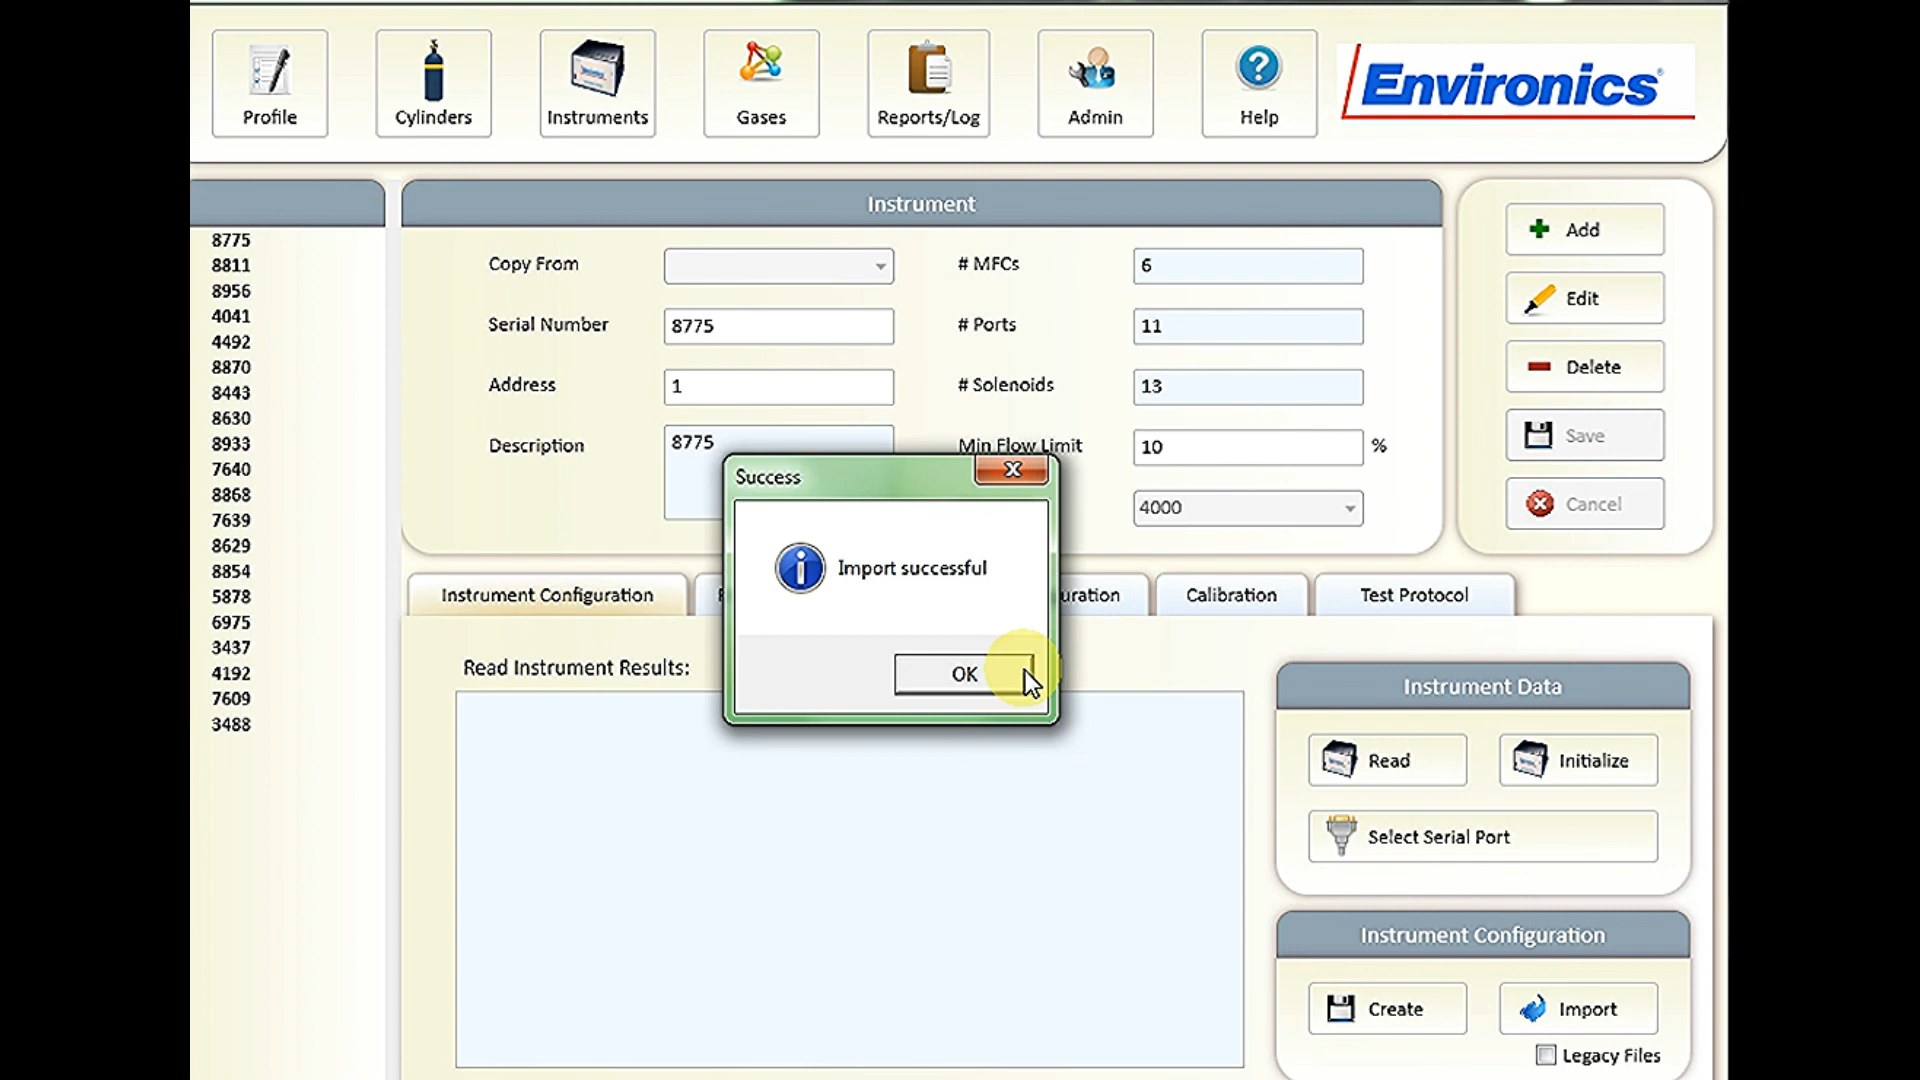 Profile
Cylinders
Instruments
Gases
Reports/Log
Admin
Help
Environics®
8775
8811
8956
4041
4492
8870
8443
8630
8933
7640
8868
7639
8629
8854
5878
6975
3437
4192
7609
3488
Instrument
Copy From
Serial Number 8775
Address 1
Description 8775
# MFCs 6
# Ports 11
# Solenoids 13
Min Flow Limit 10 %
4000
Add
Edit
Delete
Save
Cancel
Success
Import successful
OK
Instrument Configuration
Calibration
Test Protocol
Read Instrument Results:
Instrument Data
Read
Initialize
Select Serial Port
Instrument Configuration
Create
Import
Legacy Files